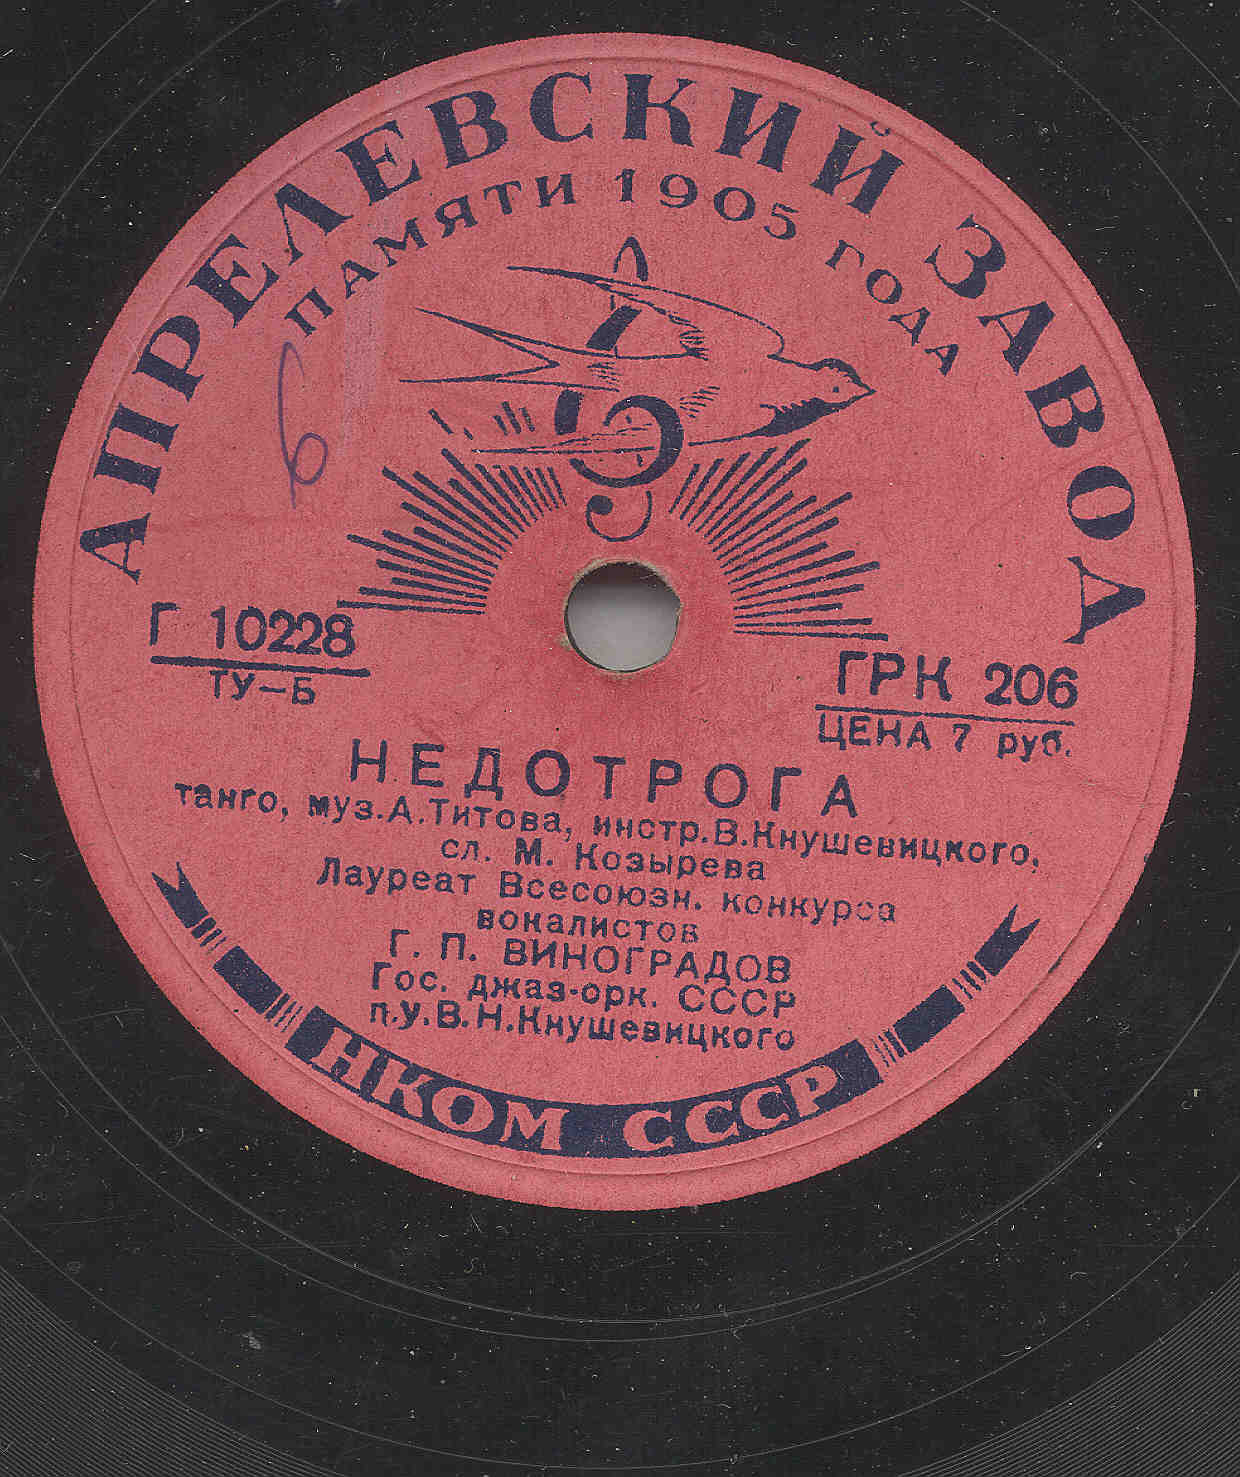 АПРЕЛЕВСКИЙ ЗАВОД
ПАМЯТИ 1905 ГОДА
6
Г 10228
ТУ—Б
ГРК 206
ЦЕНА 7 руб.
НЕДОТРОГА
танго, муз. А. Титова, инстр. В. Кнушевицкого,
сл. М. Козырева
Лауреат Всесоюзн. конкурса
вокалистов
Г. П. ВИНОГРАДОВ
Гос. джаз-орк. СССР
п. у. В. Н. Кнушевицкого
НКОМ СССР